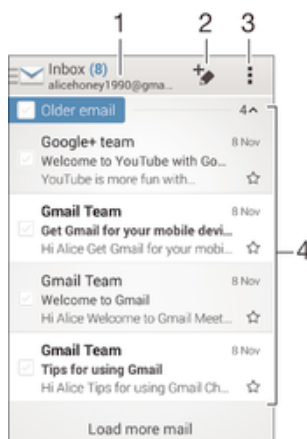 1 2 3
Inbox (8)
alicehoney1990@gma...
Older email 4
Google+ team 8 Nov
Welcome to YouTube with Go...
YouTube is more fun with...
Gmail Team 8 Nov
Get Gmail for your mobile devi...
Hi Alice Get Gmail for your mobi...
4
Gmail Team 8 Nov
Welcome to Gmail
Hi Alice Welcome to Gmail Meet...
Gmail Team 8 Nov
Tips for using Gmail
Hi Alice Tips for using Gmail Ch...
Load more mail